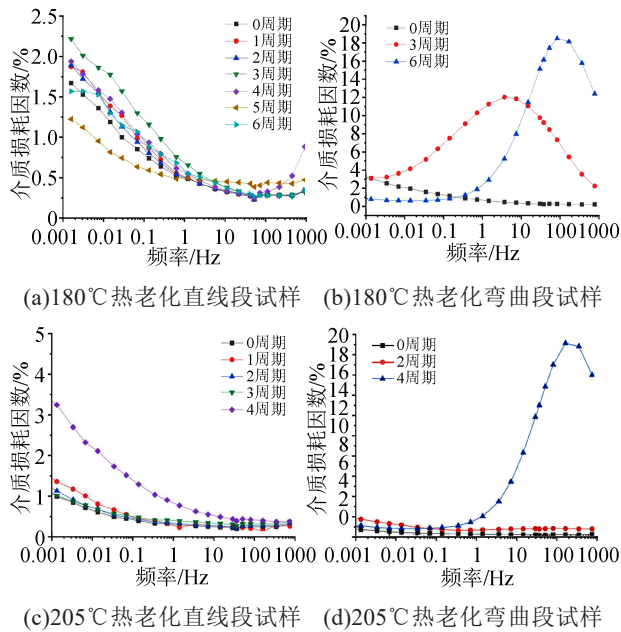 介质损耗因数/%
2.5
2.0
1.5
1.0
0.5
0.0
0周期
1周期
2周期
3周期
4周期
5周期
6周期
0.001 0.01 0.1 1 10 100 1000
频率/Hz
(a)180℃热老化直线段试样
介质损耗因数/%
20
18
16
14
12
10
8
6
4
2
0
0周期
3周期
6周期
0.001 0.01 0.1 1 10 100 1000
频率/Hz
(b)180℃热老化弯曲段试样
介质损耗因数/%
5
4
3
2
1
0
0周期
1周期
2周期
3周期
4周期
0.001 0.01 0.1 1 10 100 1000
频率/Hz
(c)205℃热老化直线段试样
介质损耗因数/%
20
18
16
14
12
10
8
6
4
2
0
0周期
2周期
4周期
0.001 0.01 0.1 1 10 100 1000
频率/Hz
(d)205℃热老化弯曲段试样